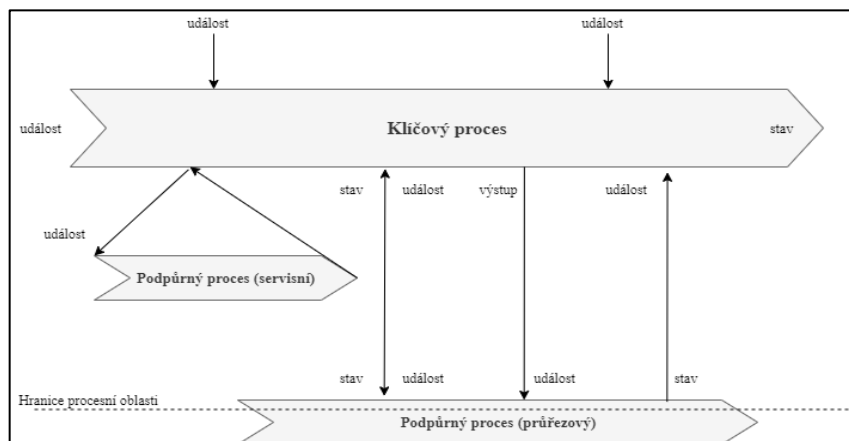 událost
událost
událost
Klíčový proces
stav
stav
událost
výstup
událost
událost
Podpůrný proces (servisní)
stav
událost
událost
stav
Hranice procesní oblasti
Podpůrný proces (průřezový)